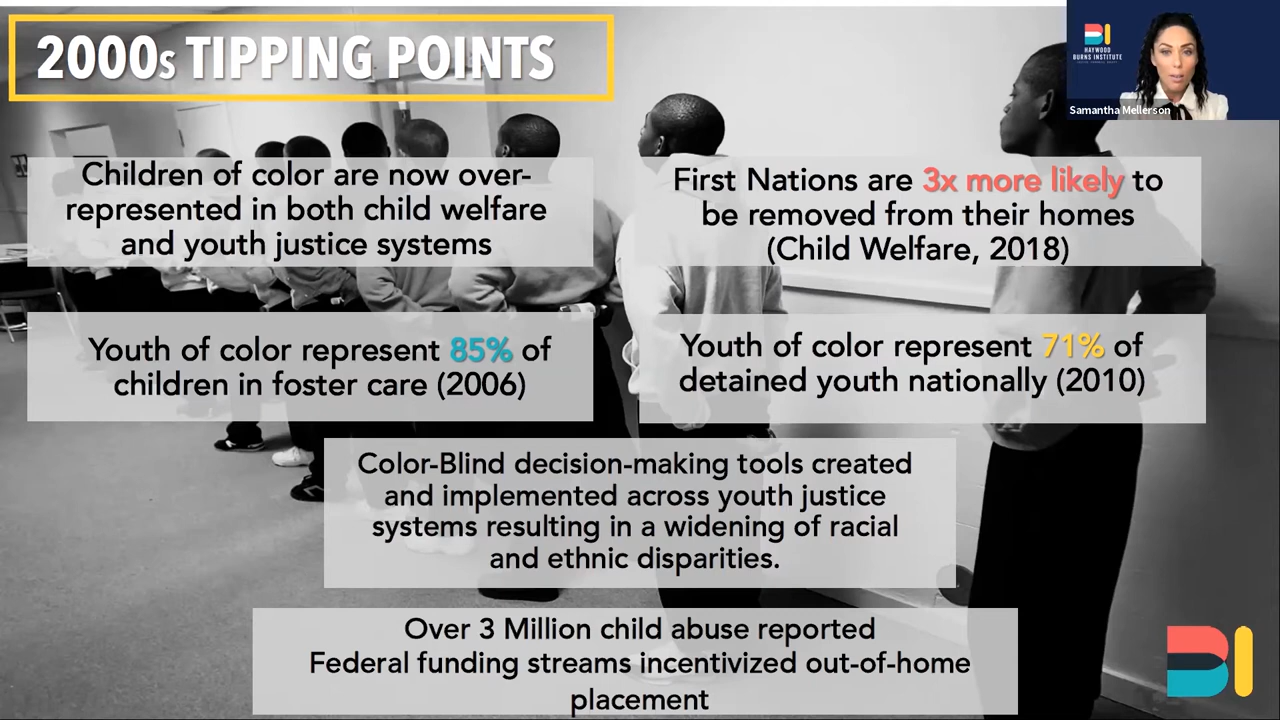 2000s TIPPING POINTS
HAYWOOD
BURNS INSTITUTE
Samantha Mellerson
Children of color are now over-
represented in both child welfare
and youth justice systems
First Nations are 3x more likely to
be removed from their homes
(Child Welfare, 2018)
Youth of color represent 85% of
children in foster care (2006)
Youth of color represent 71% of
detained youth nationally (2010)
Color-Blind decision-making tools created
and implemented across youth justice
systems resulting in a widening of racial
and ethnic disparities.
Over 3 Million child abuse reported
Federal funding streams incentivized out-of-home
placement
BI